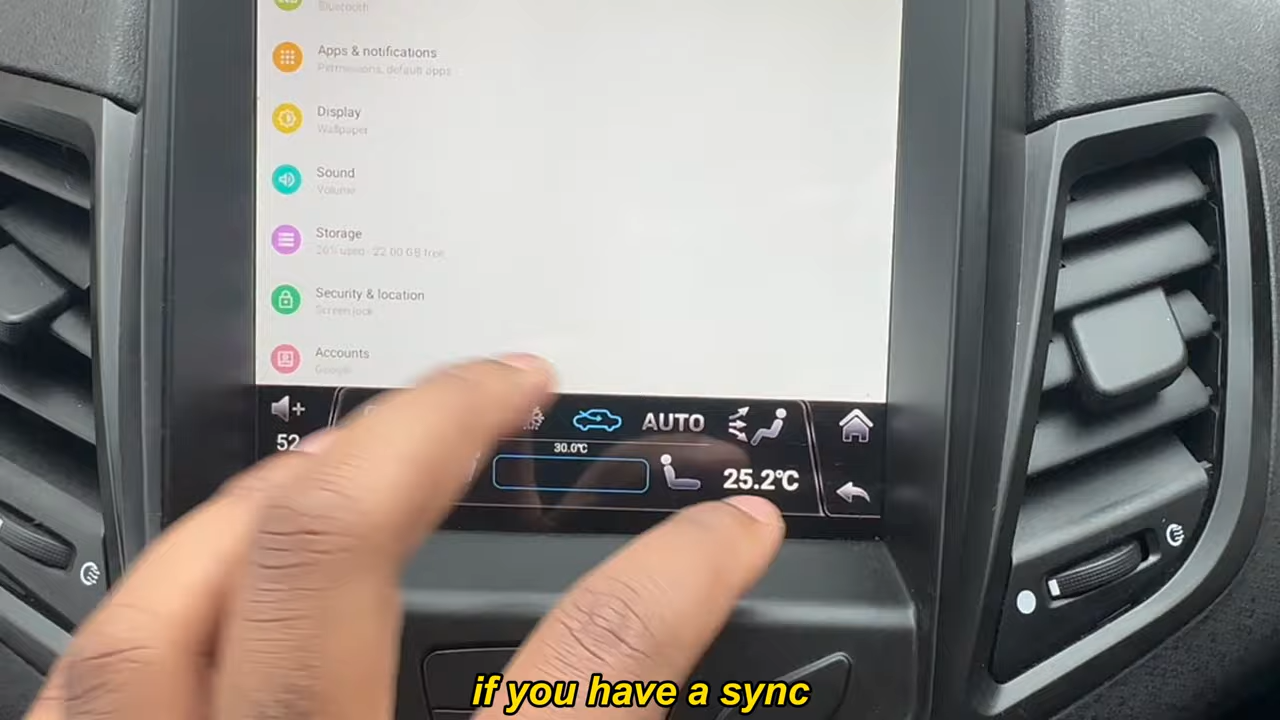 Bluetooth
Apps & notifications
Permissions, default apps
Display
Wallpaper
Sound
Volume
Storage
26% used - 22.00 GB free
Security & location
Screen lock
Accounts
Google
+
AUTO
52
30.0℃
25.2℃
if you have a sync